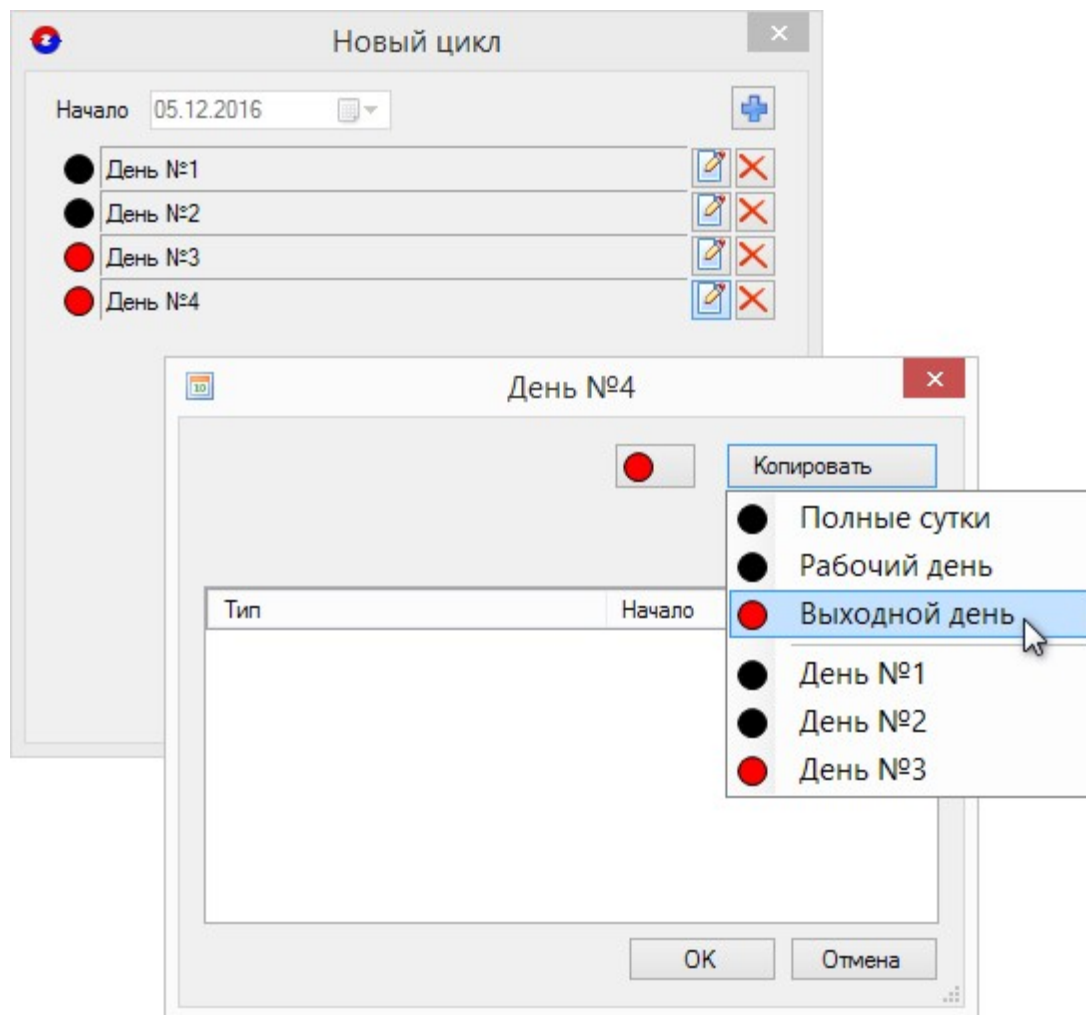 Новый цикл
Начало 05.12.2016
День №1
День №2
День №3
День №4
День №4
10
Копировать
Полные сутки
Рабочий день
Выходной день
Тип Начало
День №1
День №2
День №3
OK Отмена